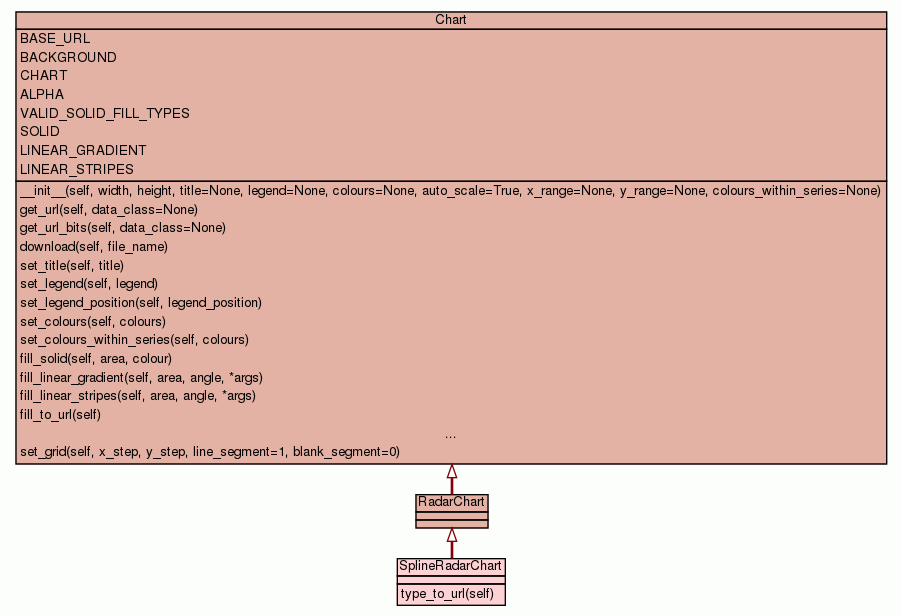 Chart
BASE_URL
BACKGROUND
CHART
ALPHA
VALID_SOLID_FILL_TYPES
SOLID
LINEAR_GRADIENT
LINEAR_STRIPES
__init__(self, width, height, title=None, legend=None, colours=None, auto_scale=True, x_range=None, y_range=None, colours_within_series=None)
get_url(self, data_class=None)
get_url_bits(self, data_class=None)
download(self, file_name)
set_title(self, title)
set_legend(self, legend)
set_legend_position(self, legend_position)
set_colours(self, colours)
set_colours_within_series(self, colours)
fill_solid(self, area, colour)
fill_linear_gradient(self, area, angle, *args)
fill_linear_stripes(self, area, angle, *args)
fill_to_url(self)
...
set_grid(self, x_step, y_step, line_segment=1, blank_segment=0)
RadarChart
SplineRadarChart
type_to_url(self)